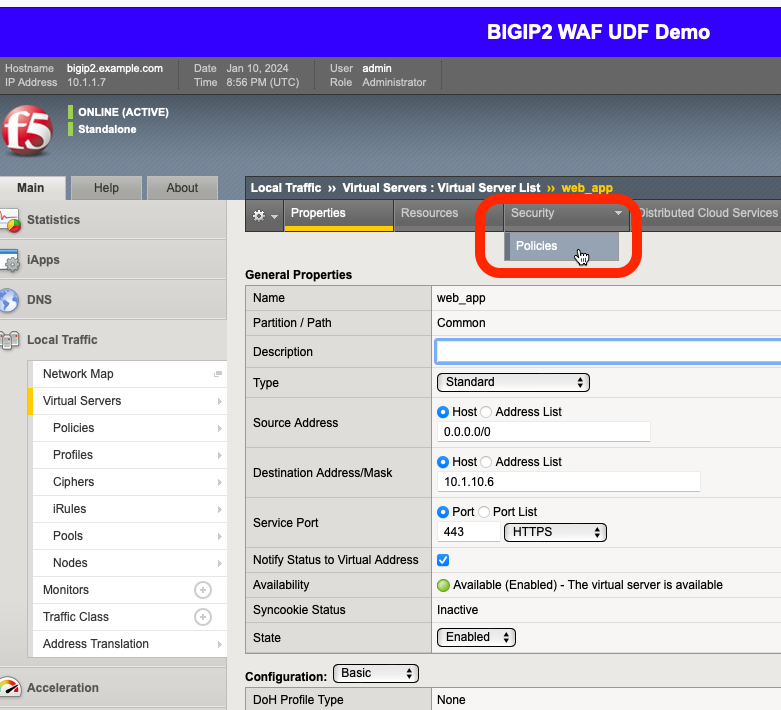 BIGIP2 WAF UDF Demo
Hostname bigip2.example.com Date Jan 10, 2024 User admin
IP Address 10.1.1.7 Time 8:56 PM (UTC) Role Administrator
f5
ONLINE (ACTIVE)
Standalone
Main Help About
Local Traffic ›› Virtual Servers : Virtual Server List ›› web_app
Properties Resources Security Distributed Cloud Services
Policies
Statistics
iApps
DNS
Local Traffic
Network Map
Virtual Servers
Policies
Profiles
Ciphers
iRules
Pools
Nodes
Monitors
Traffic Class
Address Translation
Acceleration
General Properties
Name web_app
Partition / Path Common
Description
Type Standard
Source Address Host Address List
0.0.0.0/0
Destination Address/Mask Host Address List
10.1.10.6
Service Port Port Port List
443 HTTPS
Notify Status to Virtual Address
Availability Available (Enabled) - The virtual server is available
Syncookie Status Inactive
State Enabled
Configuration: Basic
DoH Profile Type None